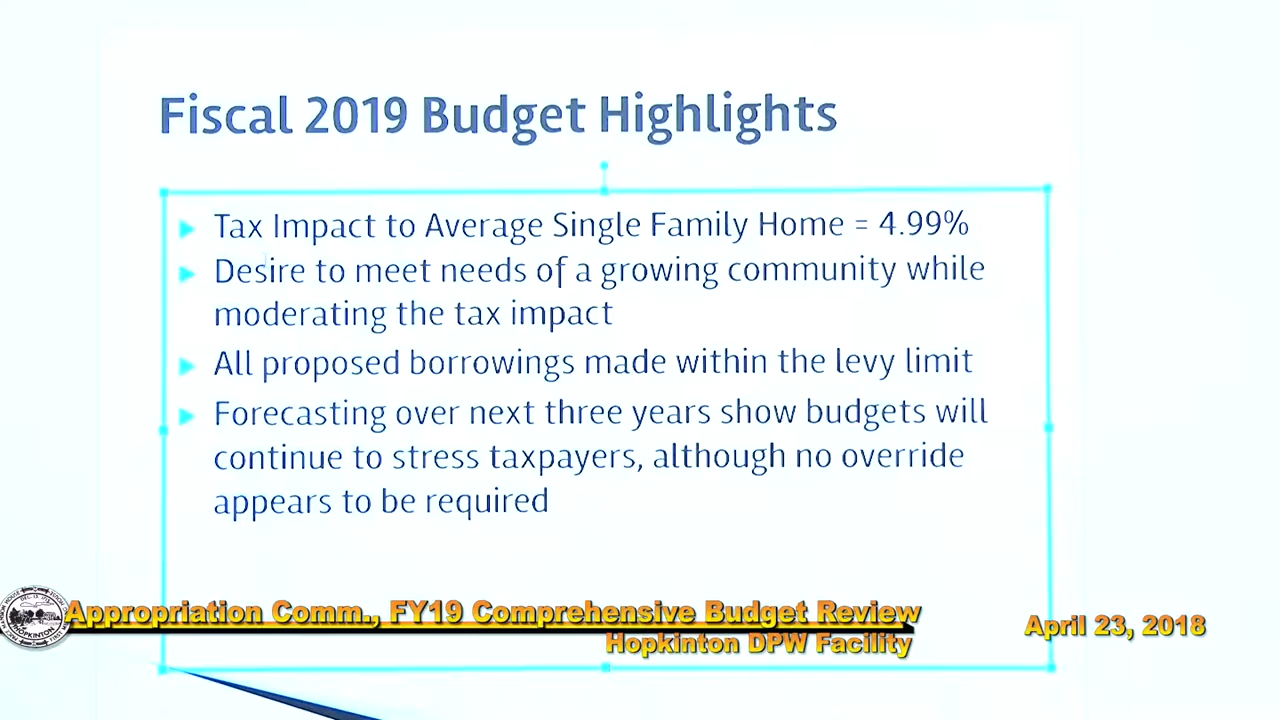 Fiscal 2019 Budget Highlights
Tax Impact to Average Single Family Home = 4.99%
Desire to meet needs of a growing community while
moderating the tax impact
All proposed borrowings made within the levy limit
Forecasting over next three years show budgets will
continue to stress taxpayers, although no override
appears to be required
Appropriation Comm., FY19 Comprehensive Budget Review
Hopkinton DPW Facility
April 23, 2018
HOPKINTON